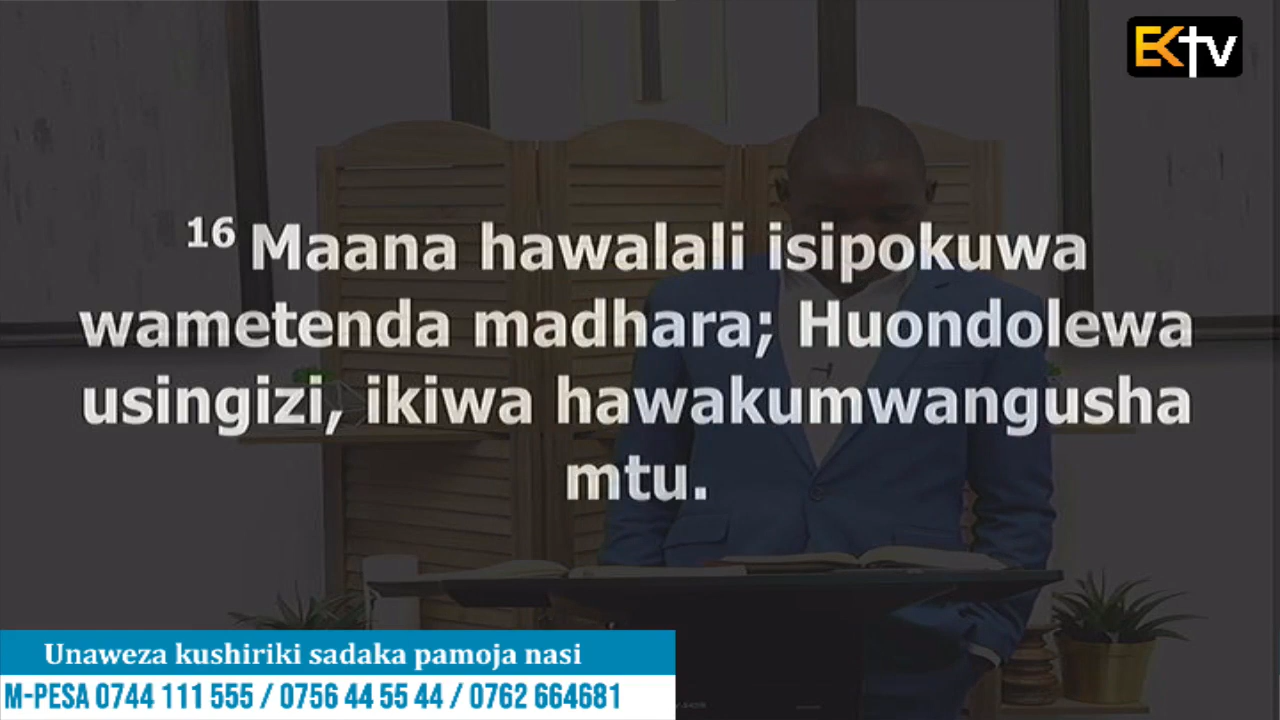 EKTV
16 Maana hawalali isipokuwa
wametenda madhara; Huondolewa
usingizi, ikiwa hawakumwangusha
mtu.
Unaweza kushiriki sadaka pamoja nasi
M-PESA 0744 111 555 / 0756 44 55 44 / 0762 664681